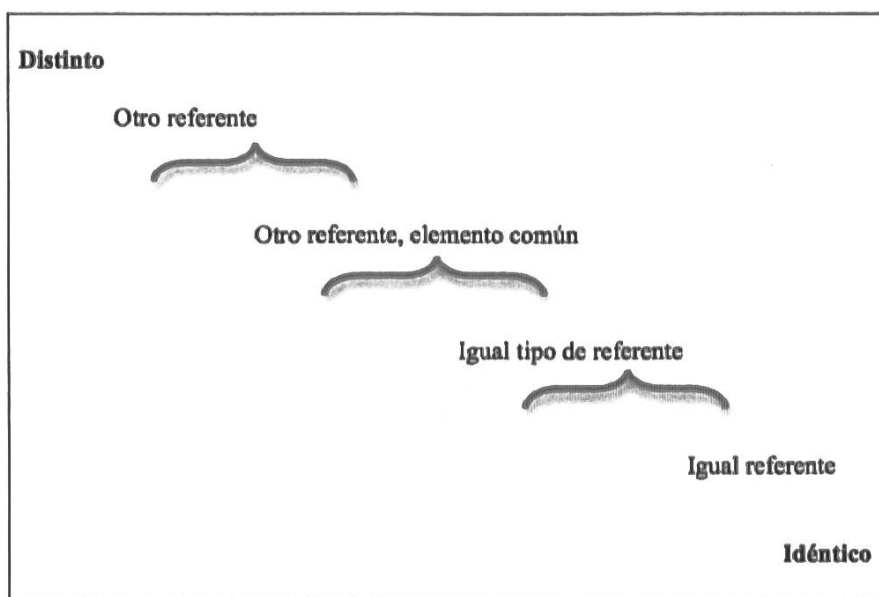 Distinto
Otro referente
Otro referente, elemento común
Igual tipo de referente
Igual referente
Idéntico